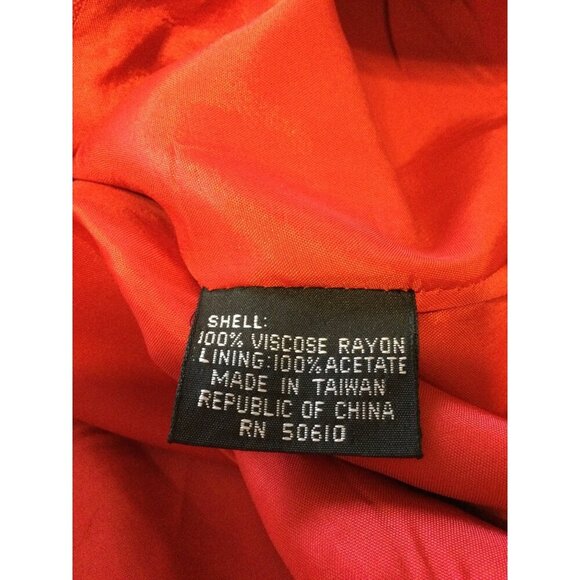 SHELL:
100% VISCOSE RAYON
LINING:100% ACETATE
MADE IN TAIWAN
REPUBLIC OF CHINA
RN 50610